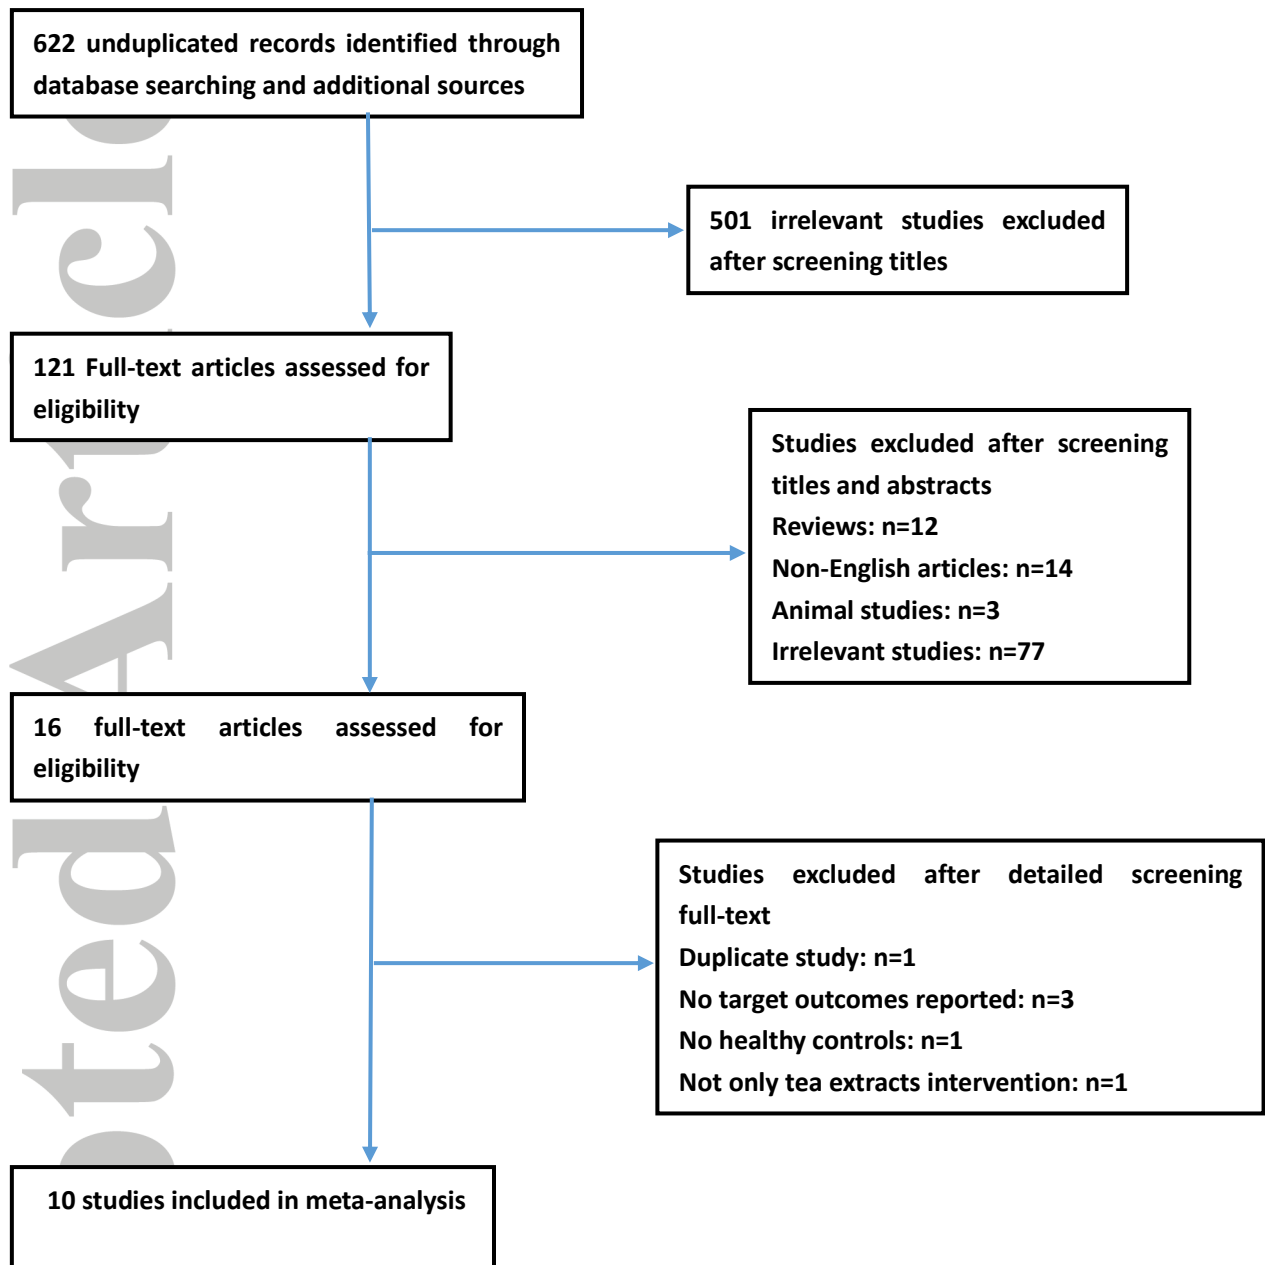 622 unduplicated records identified through
database searching and additional sources
501 irrelevant studies excluded
after screening titles
121 Full-text articles assessed for
eligibility
Studies excluded after screening
titles and abstracts
Reviews: n=12
Non-English articles: n=14
Animal studies: n=3
Irrelevant studies: n=77
16 full-text articles assessed for
eligibility
Studies excluded after detailed screening
full-text
Duplicate study: n=1
No target outcomes reported: n=3
No healthy controls: n=1
Not only tea extracts intervention: n=1
10 studies included in meta-analysis